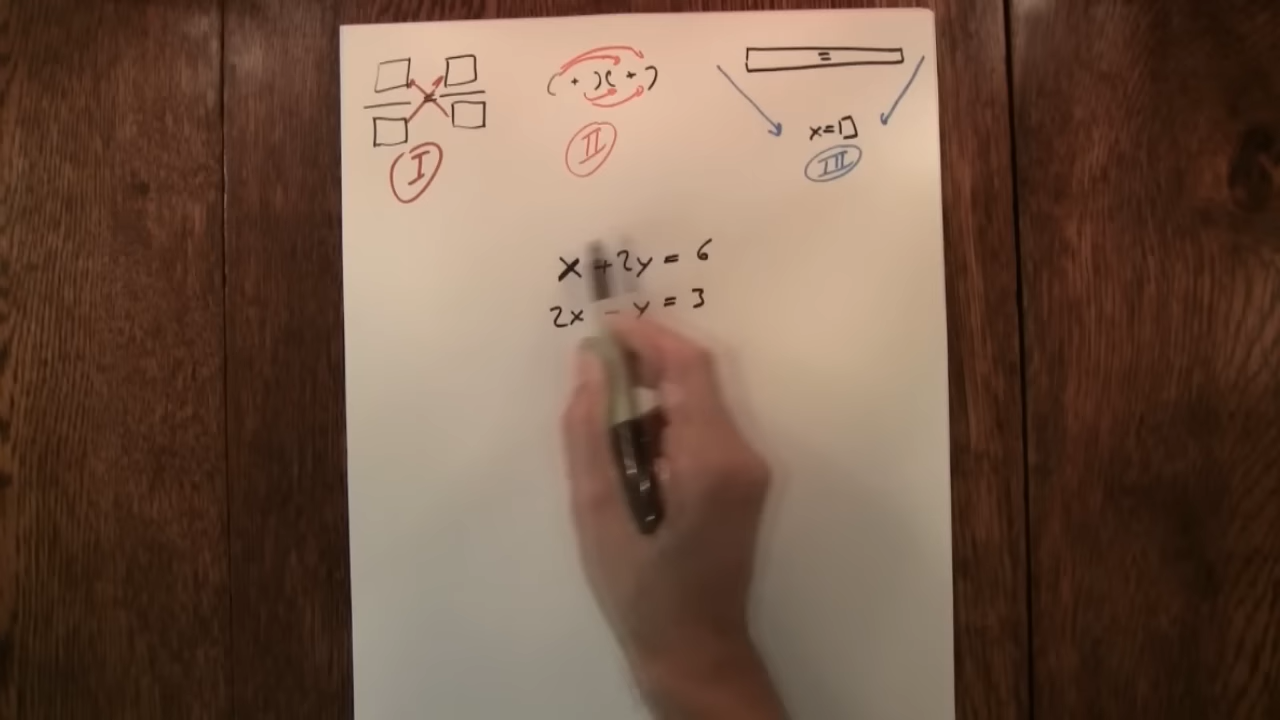 =
( + )( + )
=
x=□
I
II
III
x + 2y = 6
2x - y = 3